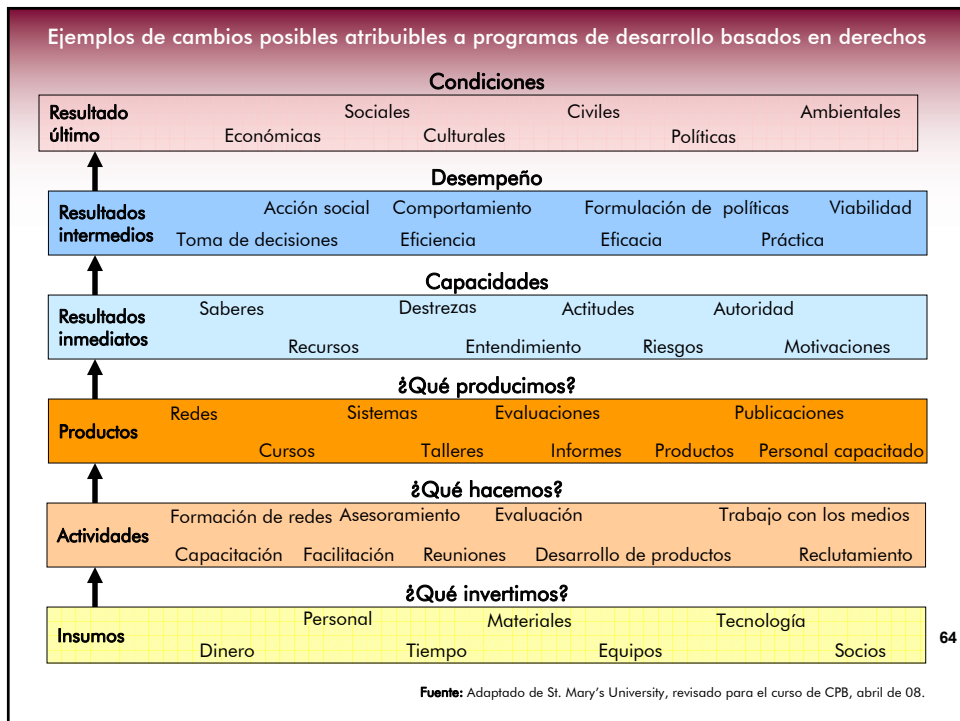 Ejemplos de cambios posibles atribuibles a programas de desarrollo basados en derechos
Condiciones
Resultado último
Sociales Civiles Ambientales
Económicas Culturales Políticas
Desempeño
Resultados intermedios
Acción social Comportamiento Formulación de políticas Viabilidad
Toma de decisiones Eficiencia Eficacia Práctica
Capacidades
Resultados inmediatos
Saberes Destrezas Actitudes Autoridad
Recursos Entendimiento Riesgos Motivaciones
¿Qué producimos?
Productos
Redes Sistemas Evaluaciones Publicaciones
Cursos Talleres Informes Productos Personal capacitado
¿Qué hacemos?
Actividades
Formación de redes Asesoramiento Evaluación Trabajo con los medios
Capacitación Facilitación Reuniones Desarrollo de productos Reclutamiento
¿Qué invertimos?
Insumos
Personal Materiales Tecnología
Dinero Tiempo Equipos Socios
64
Fuente: Adaptado de St. Mary's University, revisado para el curso de CPB, abril de 08.